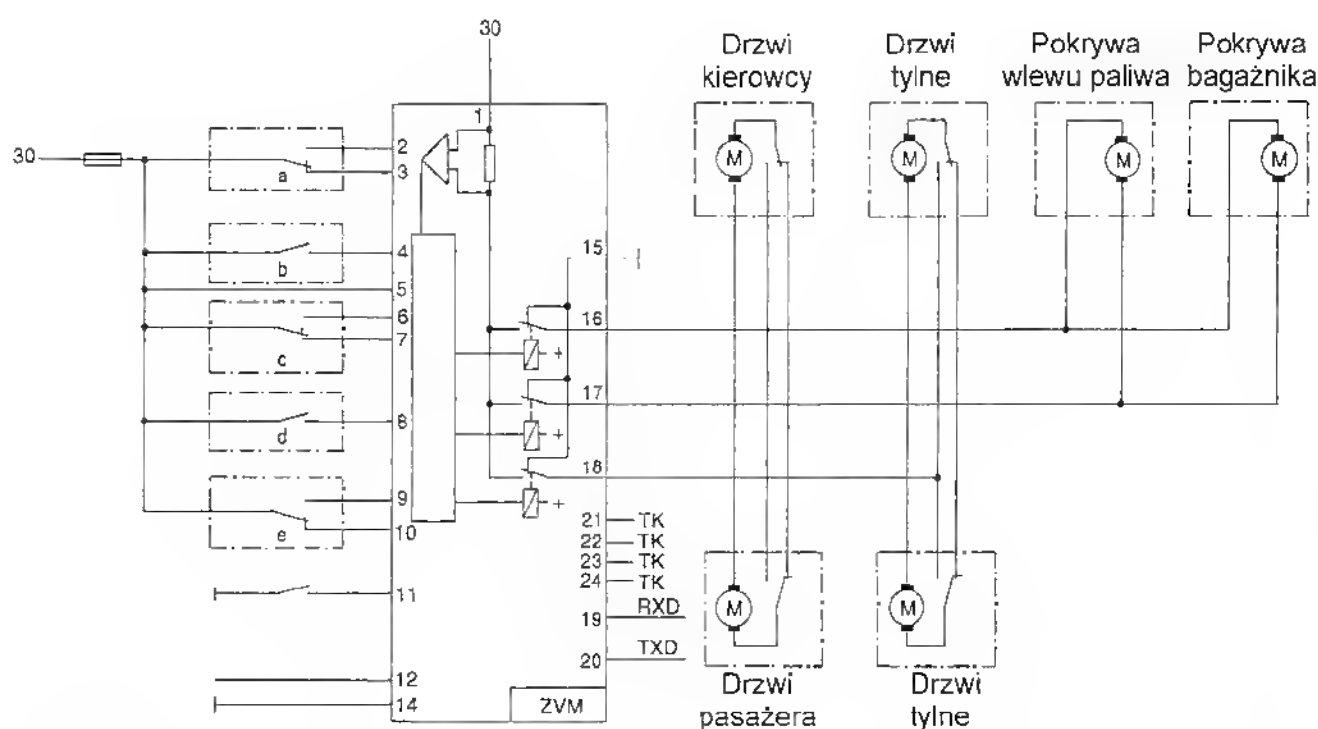 30
Drzwi kierowcy
Drzwi tylne
Pokrywa wlewu paliwa
Pokrywa bagażnika
30
1
2
a
3
M
M
M
M
b
4
15
5
6
16
c
7
+
17
d
8
+
18
9
e
10
+
21 TK
22 TK
23 TK
24 TK
11
19 RXD
M
M
20 TXD
12
14
ZVM
Drzwi pasażera
Drzwi tylne